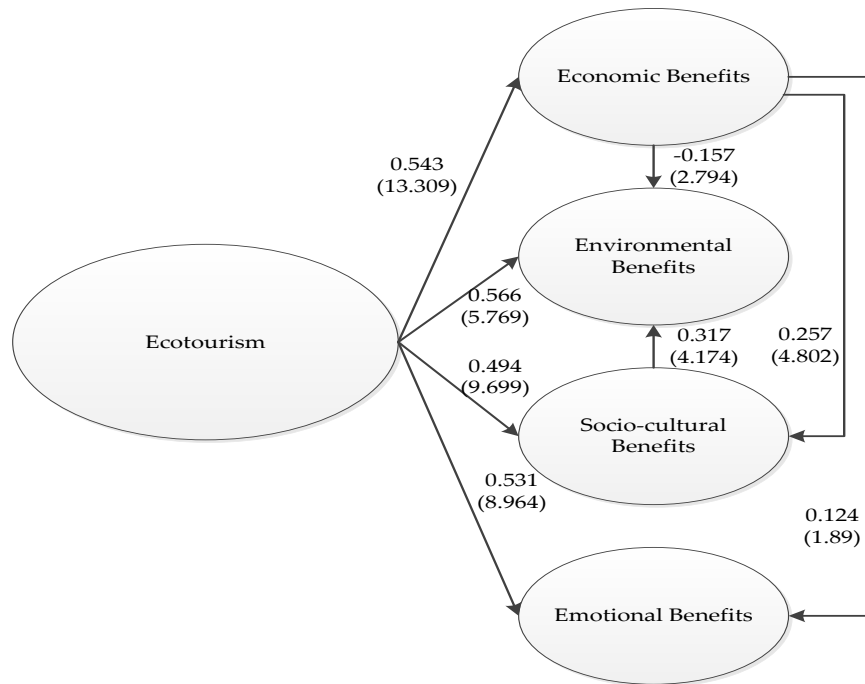 Economic Benefits
0.543
(13.309)
-0.157
(2.794)
Environmental
Benefits
0.566
(5.769)
0.317
(4.174)
0.257
(4.802)
Ecotourism
0.494
(9.699)
Socio-cultural
Benefits
0.531
(8.964)
0.124
(1.89)
Emotional Benefits